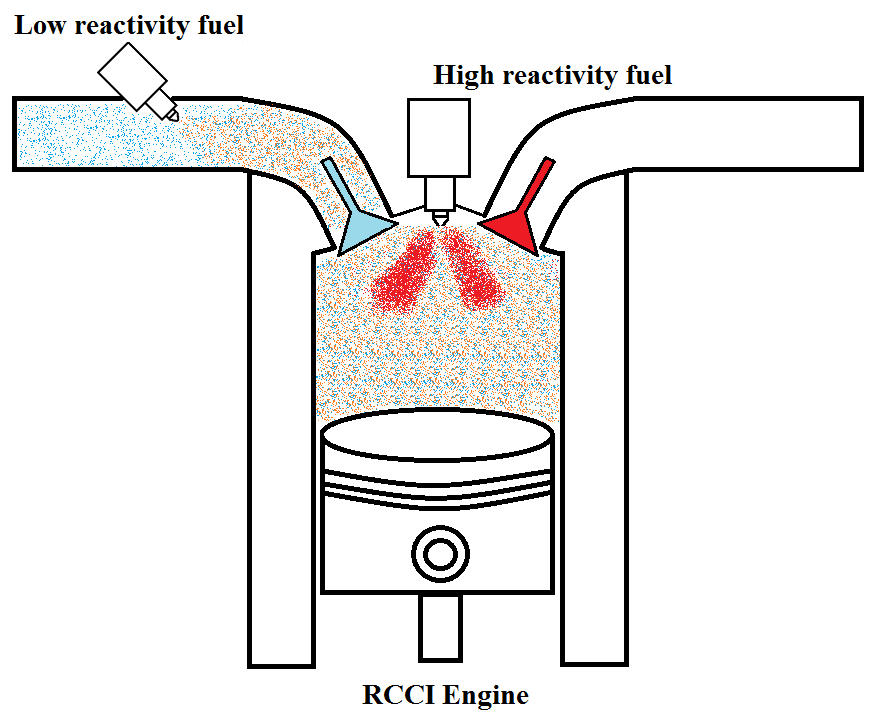 Low reactivity fuel
High reactivity fuel
RCCI Engine